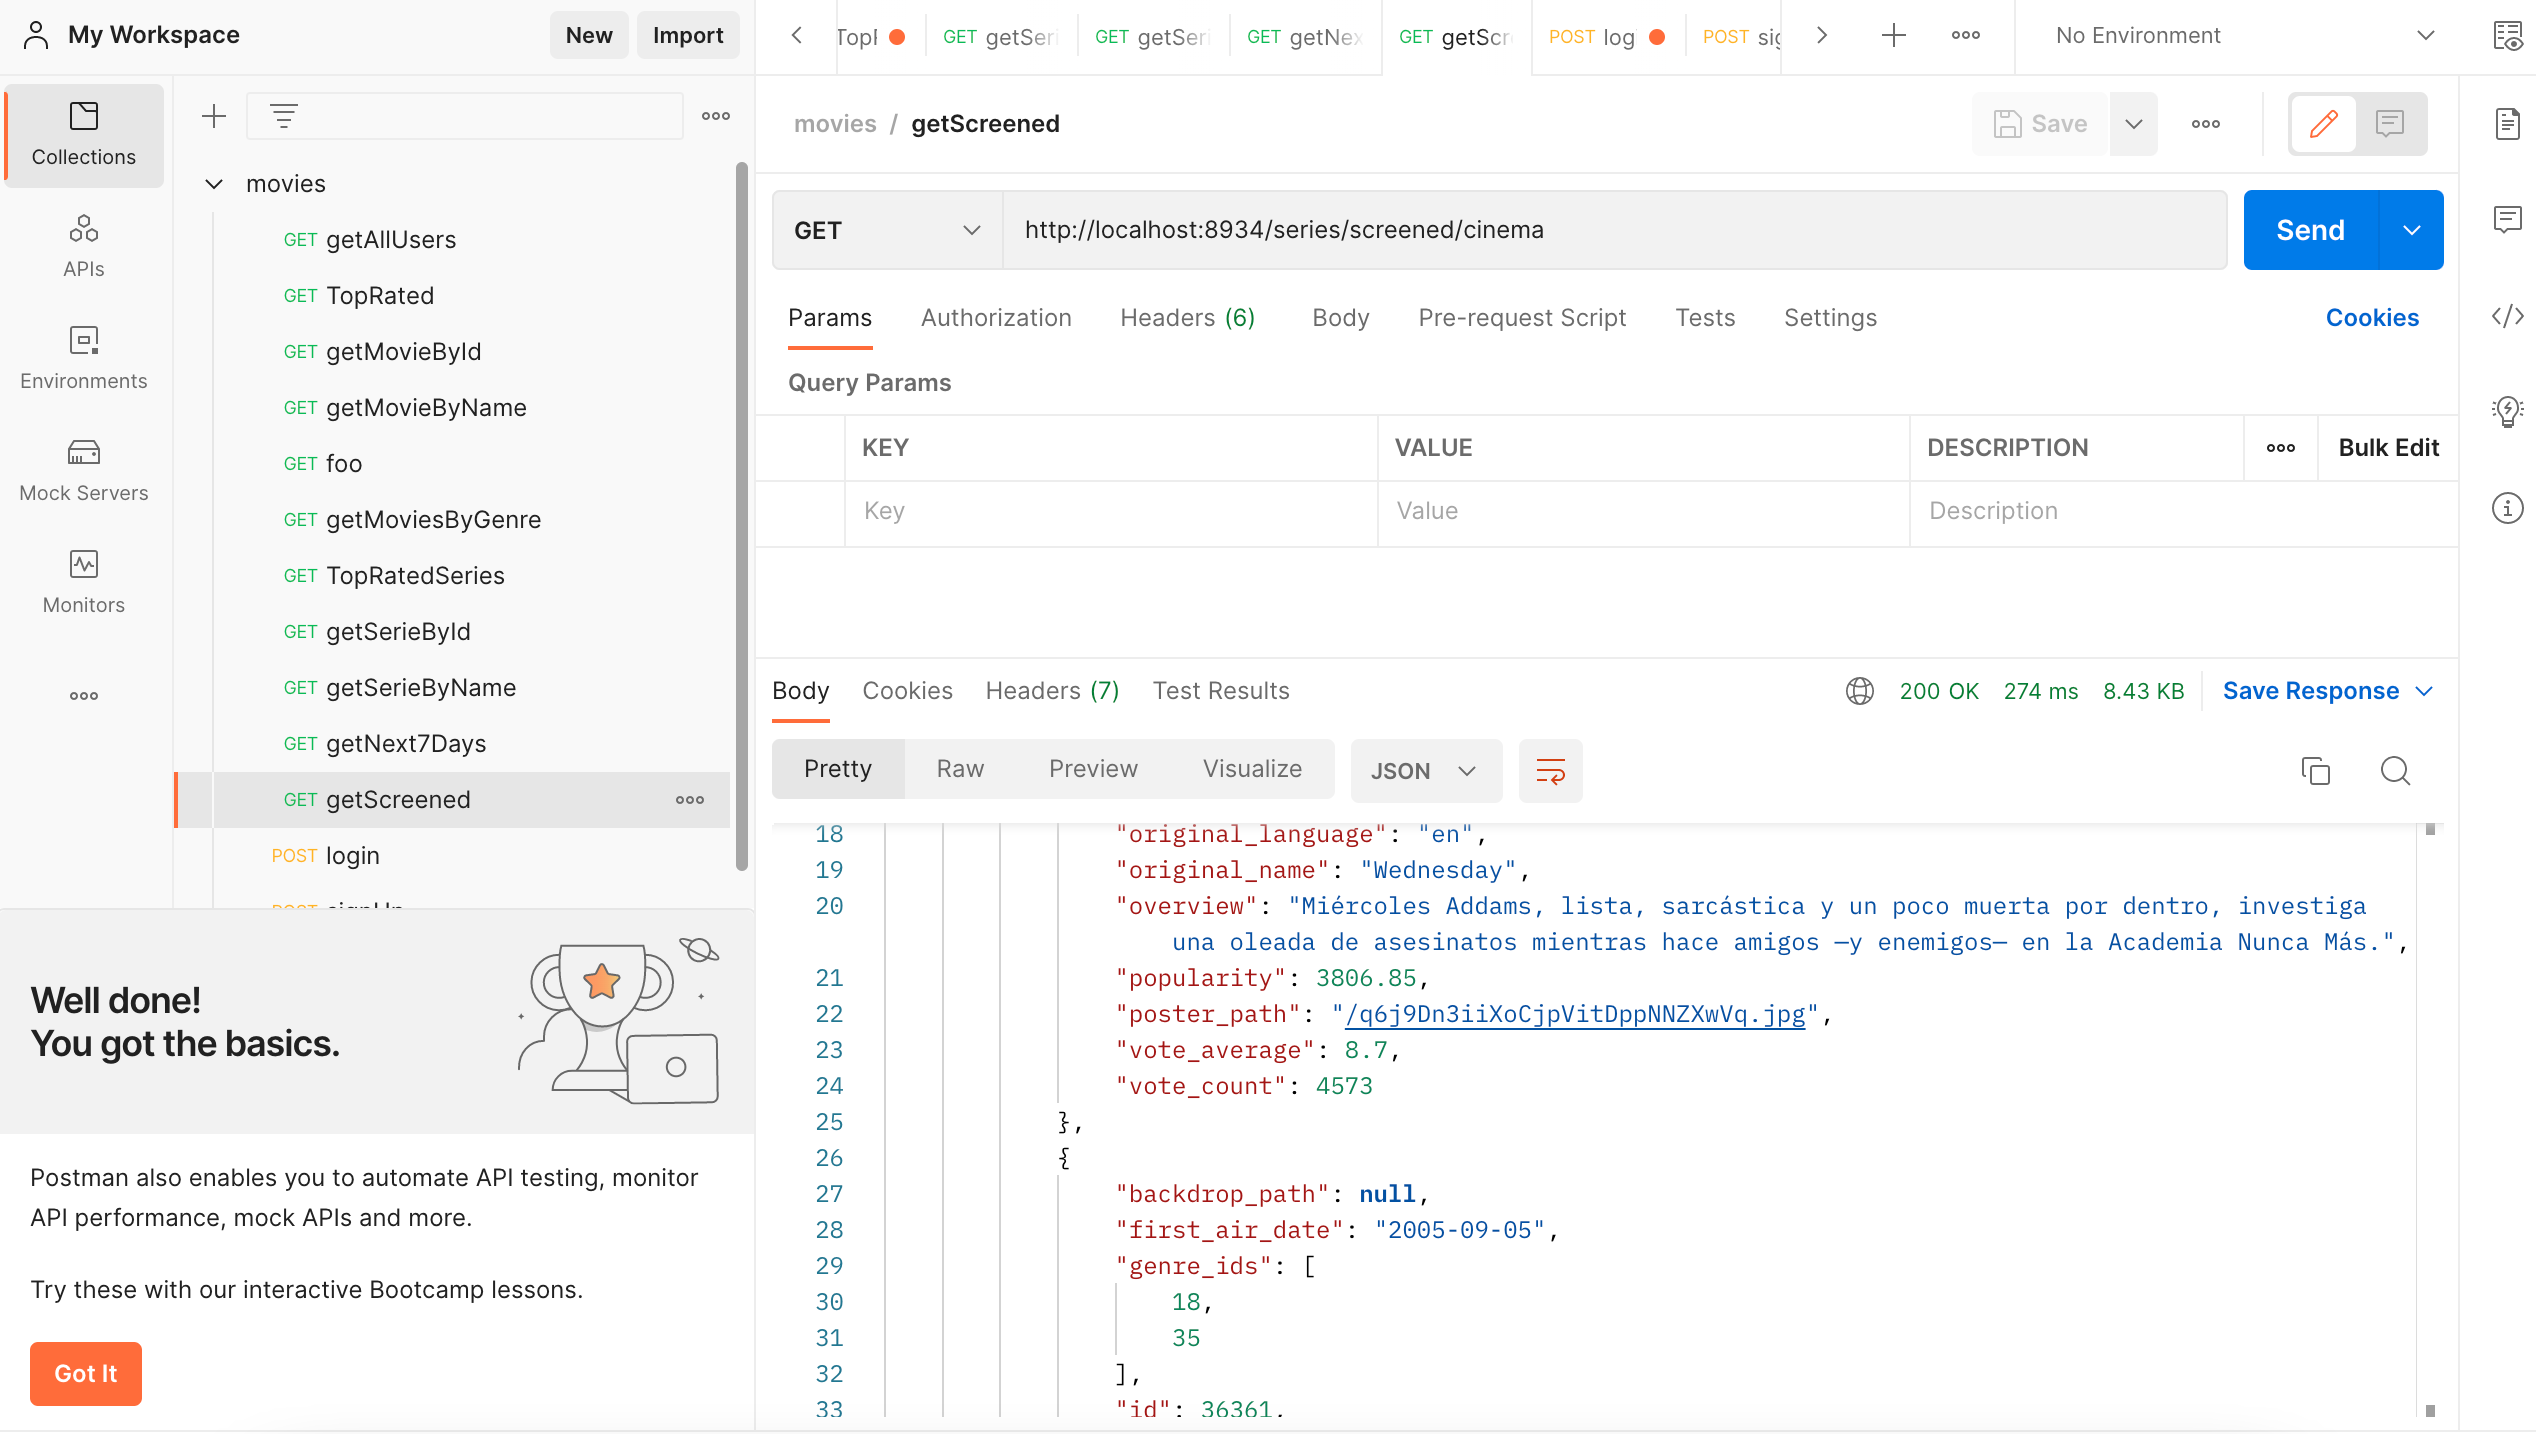 My Workspace
New
Import
GET getSeri
GET getSeri
GET getNex
GET getScr
POST log
POST sig
No Environment
Collections
APIs
Environments
Mock Servers
Monitors
movies
GET getAllUsers
GET TopRated
GET getMovieById
GET getMovieByName
GET foo
GET getMoviesByGenre
GET TopRatedSeries
GET getSerieById
GET getSerieByName
GET getNext7Days
GET getScreened
POST login
Well done!
You got the basics.
Postman also enables you to automate API testing, monitor
API performance, mock APIs and more.
Try these with our interactive Bootcamp lessons.
Got It
movies / getScreened
Save
GET
http://localhost:8934/series/screened/cinema
Send
Params
Authorization
Headers (6)
Body
Pre-request Script
Tests
Settings
Cookies
Query Params
KEY
VALUE
DESCRIPTION
Bulk Edit
Key
Value
Description
Body
Cookies
Headers (7)
Test Results
200 OK
274 ms
8.43 KB
Save Response
Pretty
Raw
Preview
Visualize
JSON
18 "original_language": "en",
19 "original_name": "Wednesday",
20 "overview": "Miércoles Addams, lista, sarcástica y un poco muerta por dentro, investiga
una oleada de asesinatos mientras hace amigos —y enemigos— en la Academia Nunca Más.",
21 "popularity": 3806.85,
22 "poster_path": "/q6j9Dn3iiXoCjpVitDppNNZXwVq.jpg",
23 "vote_average": 8.7,
24 "vote_count": 4573
25 },
26 {
27 "backdrop_path": null,
28 "first_air_date": "2005-09-05",
29 "genre_ids": [
30 18,
31 35
32 ],
33 "id": 36361,